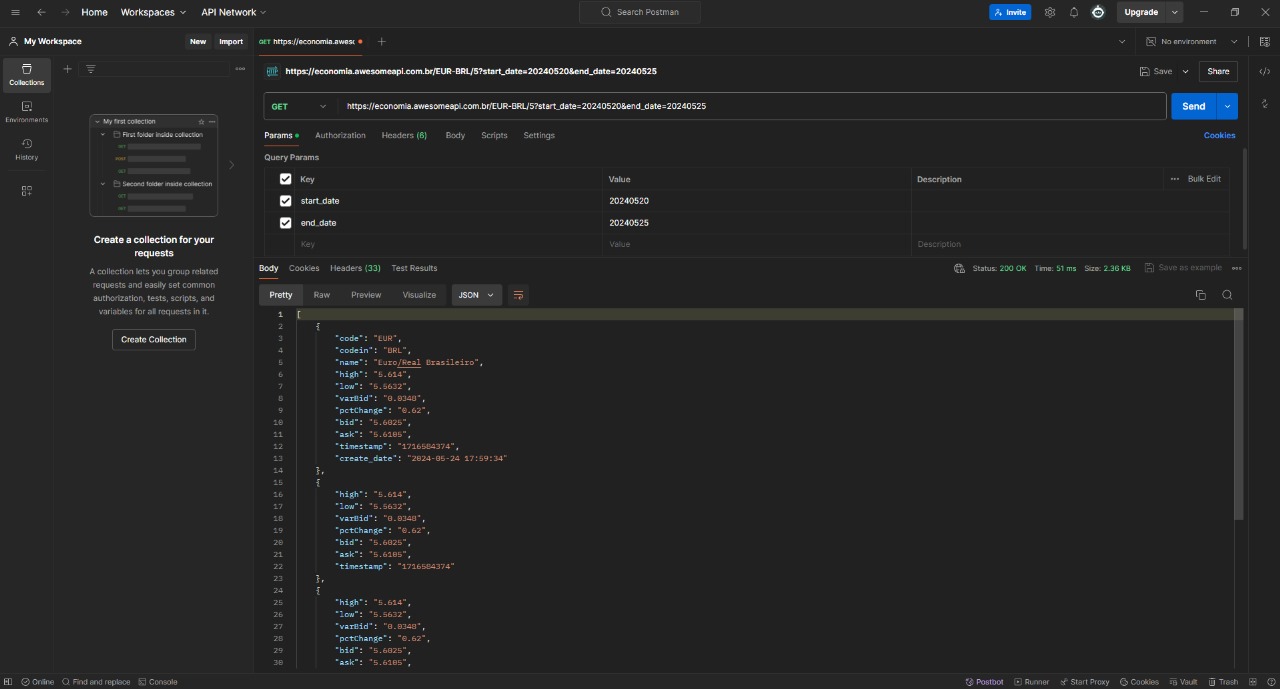 Home Workspaces API Network Search Postman Invite Upgrade
My Workspace New Import GET https://economia.awesc No environment
https://economia.awesomeapi.com.br/EUR-BRL/5?start_date=20240520&end_date=20240525 Save Share
Collections
Environments
History
GET https://economia.awesomeapi.com.br/EUR-BRL/5?start_date=20240520&end_date=20240525 Send
Params Authorization Headers (6) Body Scripts Settings Cookies
Query Params
Key Value Description Bulk Edit
start_date 20240520
end_date 20240525
Key Value Description
My first collection
First folder inside collection
GET
POST
GET
Second folder inside collection
GET
GET
Create a collection for your
requests
A collection lets you group related
requests and easily set common
authorization, tests, scripts, and
variables for all requests in it.
Create Collection
Body Cookies Headers (33) Test Results Status: 200 OK Time: 51 ms Size: 2.36 KB Save as example
Pretty Raw Preview Visualize JSON
1 [
2 {
3 "code": "EUR",
4 "codein": "BRL",
5 "name": "Euro/Real Brasileiro",
6 "high": "5.614",
7 "low": "5.5632",
8 "varBid": "0.0348",
9 "pctChange": "0.62",
10 "bid": "5.6025",
11 "ask": "5.6105",
12 "timestamp": "1716584374",
13 "create_date": "2024-05-24 17:59:34"
14 },
15 {
16 "high": "5.614",
17 "low": "5.5632",
18 "varBid": "0.0348",
19 "pctChange": "0.62",
20 "bid": "5.6025",
21 "ask": "5.6105",
22 "timestamp": "1716584374"
23 },
24 {
25 "high": "5.614",
26 "low": "5.5632",
27 "varBid": "0.0348",
28 "pctChange": "0.62",
29 "bid": "5.6025",
30 "ask": "5.6105",
Online Find and replace Console Postbot Runner Start Proxy Cookies Vault Trash